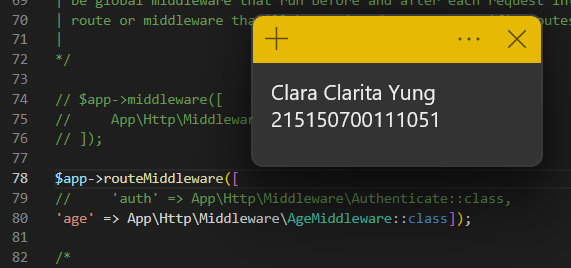 69 | be global middleware that run before and after each request
70 | route or middleware that
71 |
72 */
73
74 // $app->middleware([
75 // App\Http\Middlewar
76 // ]);
77
78 $app->routeMiddleware([
79 // 'auth' => App\Http\Middleware\Authenticate::class,
80 'age' => App\Http\Middleware\AgeMiddleware::class]);
81
82 /*
Clara Clarita Yung
215150700111051